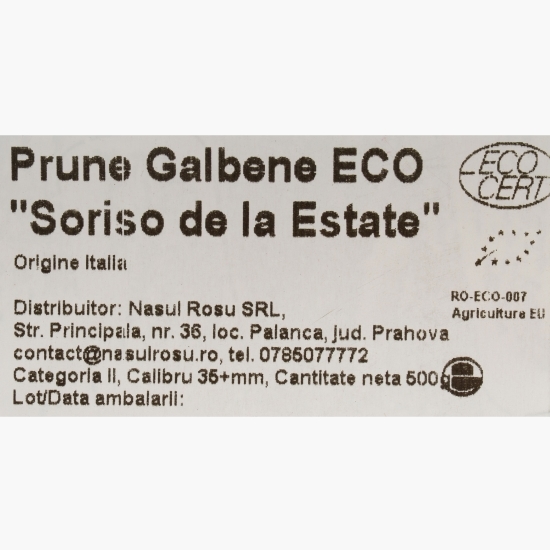 Prune Galbene ECO
"Soriso de la Estate"
ECO
CERT
Origine Italia
RO-ECO-007
Agricultura EU
Distribuitor: Nasul Rosu SRL,
Str. Principala, nr. 36, loc. Palanca, jud. Prahova
contact@nasulrosu.ro, tel. 0785077772
Categoria II, Calibru 35+mm, Cantitate neta 500g
Lot/Data ambalarii: